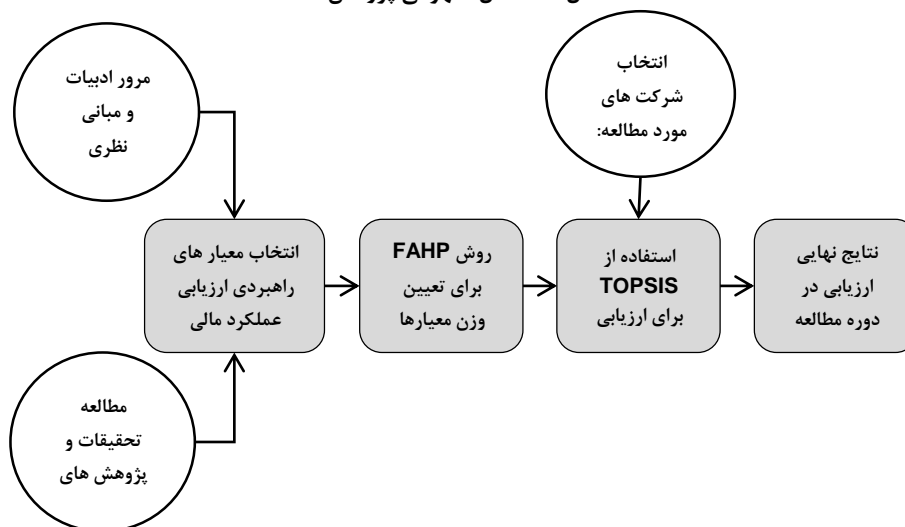 مرور ادبیات
و مبانی
نظری
انتخاب
شرکت های
مورد مطالعه:
انتخاب معیار های
راهبردی ارزیابی
عملکرد مالی
روش FAHP
برای تعیین
وزن معیارها
استفاده از
TOPSIS
برای ارزیابی
نتایج نهایی
ارزیابی در
دوره مطالعه
مطالعه
تحقیقات و
پژوهش های